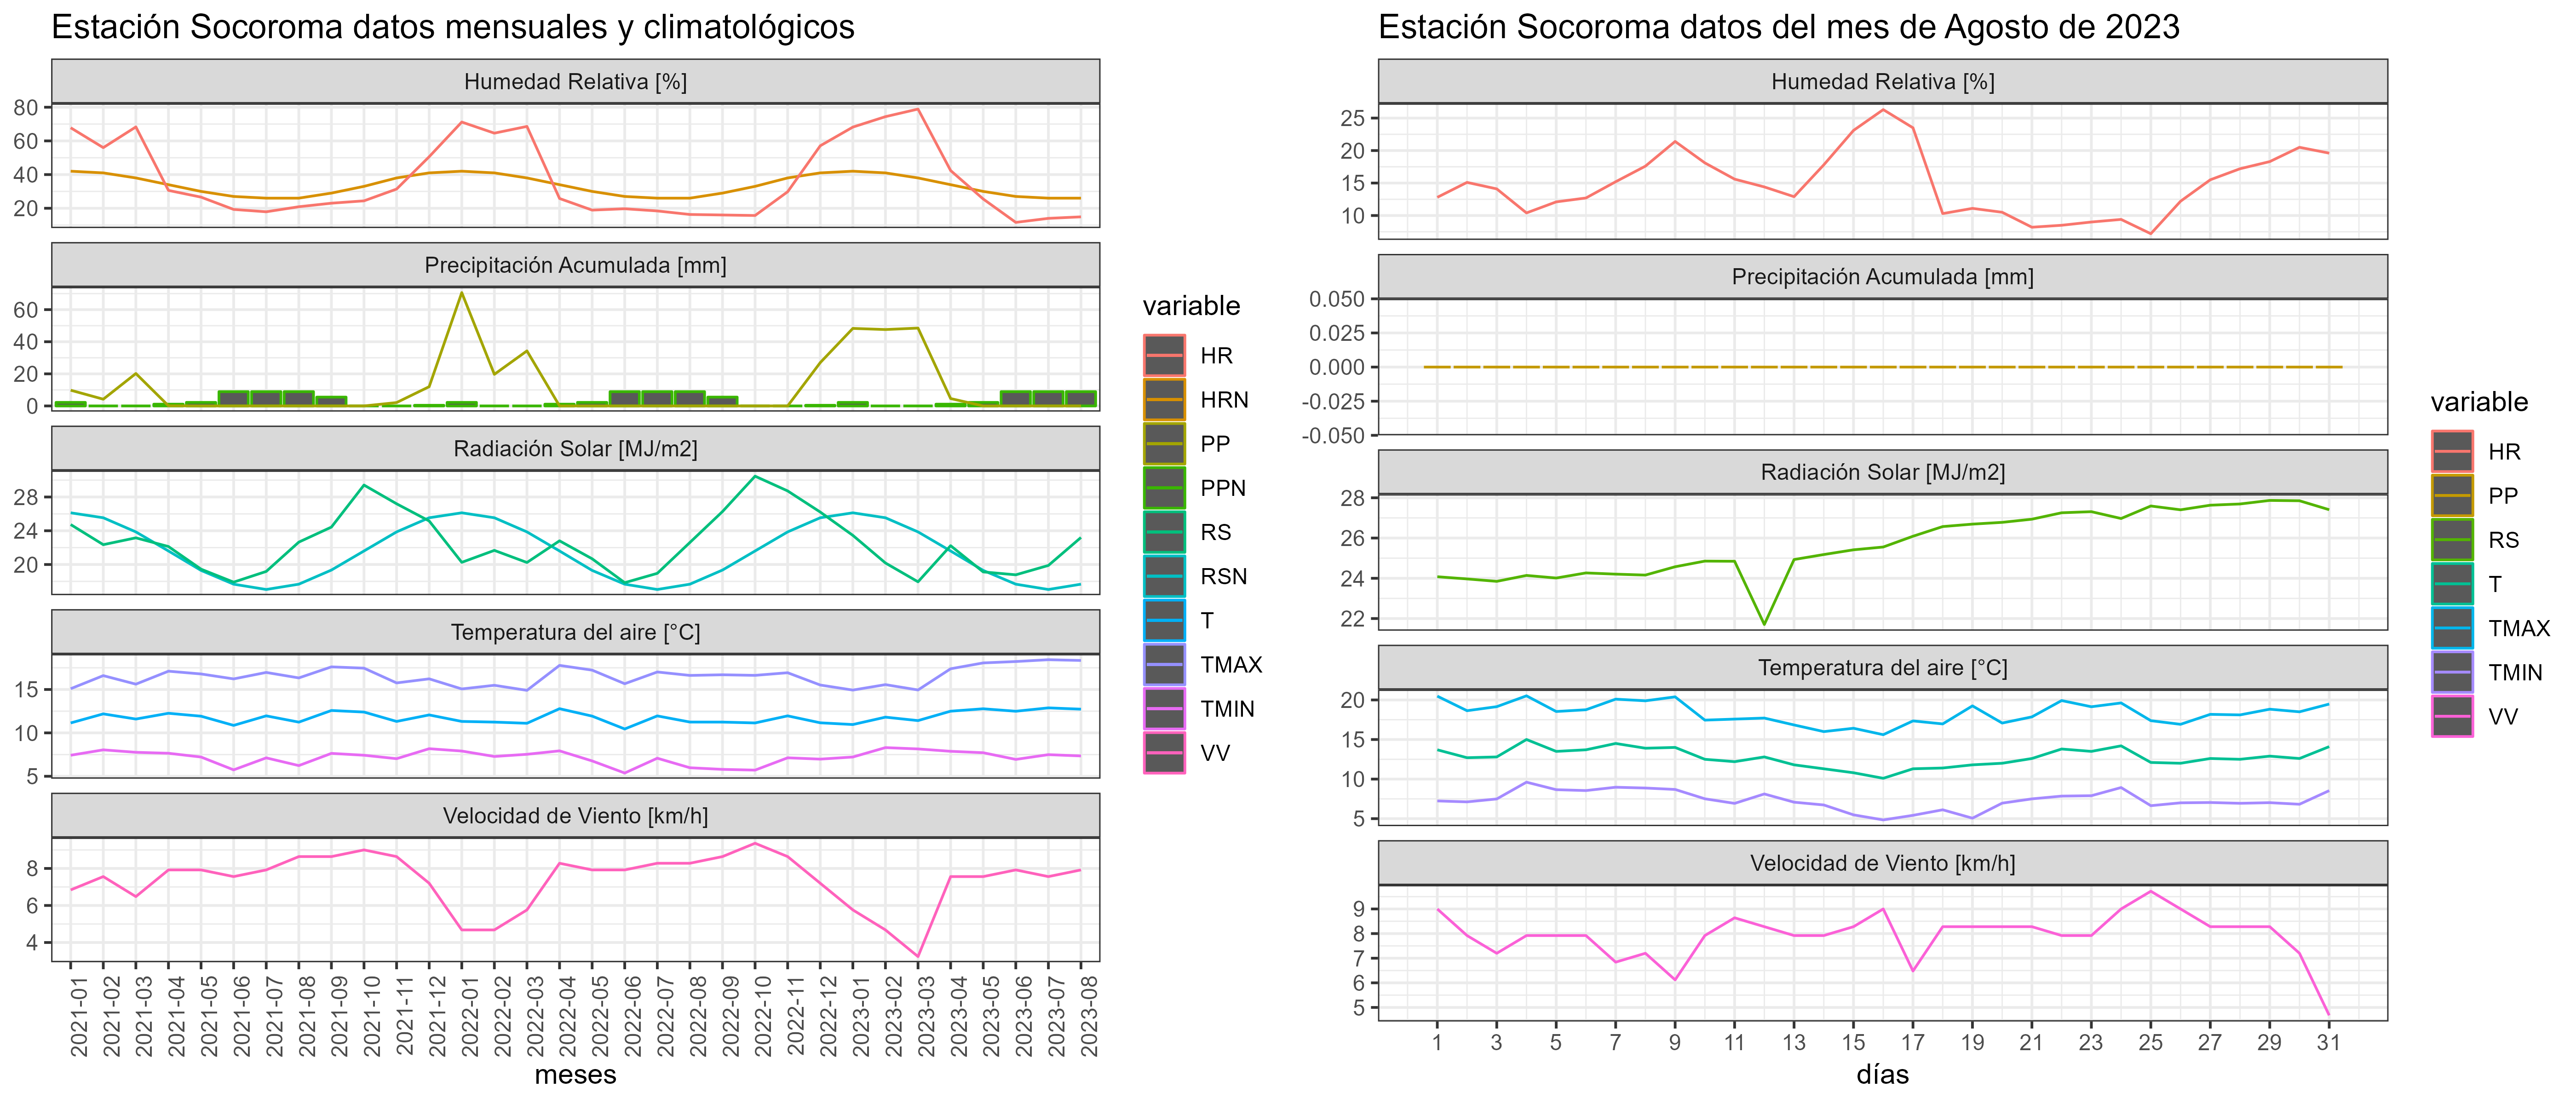 Estación Socoroma datos mensuales y climatológicos
Humedad Relativa [%]
80
60
40
20
Precipitación Acumulada [mm]
60
40
20
0
Radiación Solar [MJ/m2]
28
24
20
Temperatura del aire [°C]
15
10
5
Velocidad de Viento [km/h]
8
6
4
2021-01
2021-02
2021-03
2021-04
2021-05
2021-06
2021-07
2021-08
2021-09
2021-10
2021-11
2021-12
2022-01
2022-02
2022-03
2022-04
2022-05
2022-06
2022-07
2022-08
2022-09
2022-10
2022-11
2022-12
2023-01
2023-02
2023-03
2023-04
2023-05
2023-06
2023-07
2023-08
meses
variable
HR
HRN
PP
PPN
RS
RSN
T
TMAX
TMIN
VV
Estación Socoroma datos del mes de Agosto de 2023
Humedad Relativa [%]
25
20
15
10
Precipitación Acumulada [mm]
0.050
0.025
0.000
-0.025
-0.050
Radiación Solar [MJ/m2]
28
26
24
22
Temperatura del aire [°C]
20
15
10
5
Velocidad de Viento [km/h]
9
8
7
6
5
1 3 5 7 9 11 13 15 17 19 21 23 25 27 29 31
días
variable
HR
PP
RS
T
TMAX
TMIN
VV